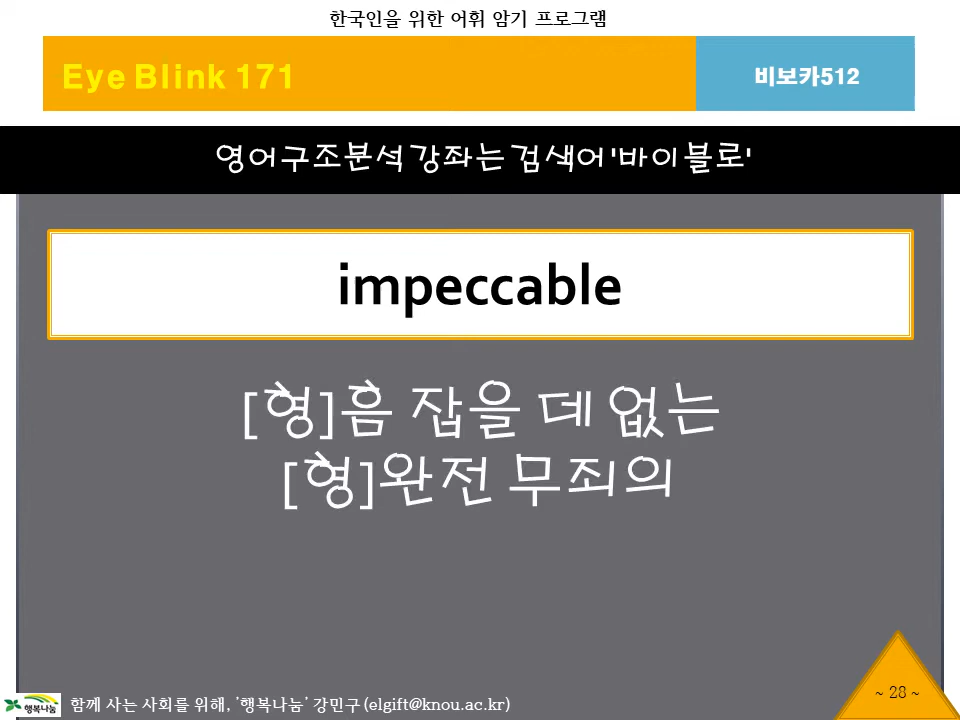 한국인을 위한 어휘 암기 프로그램
Eye Blink 171
비보카512
영어구조분석 강좌는 검색어 '바이블로'
impeccable
[형]흠 잡을 데 없는
[형]완전 무죄의
~ 28 ~
행복나눔
함께 사는 사회를 위해, '행복나눔' 강민구 (elgift@knou.ac.kr)